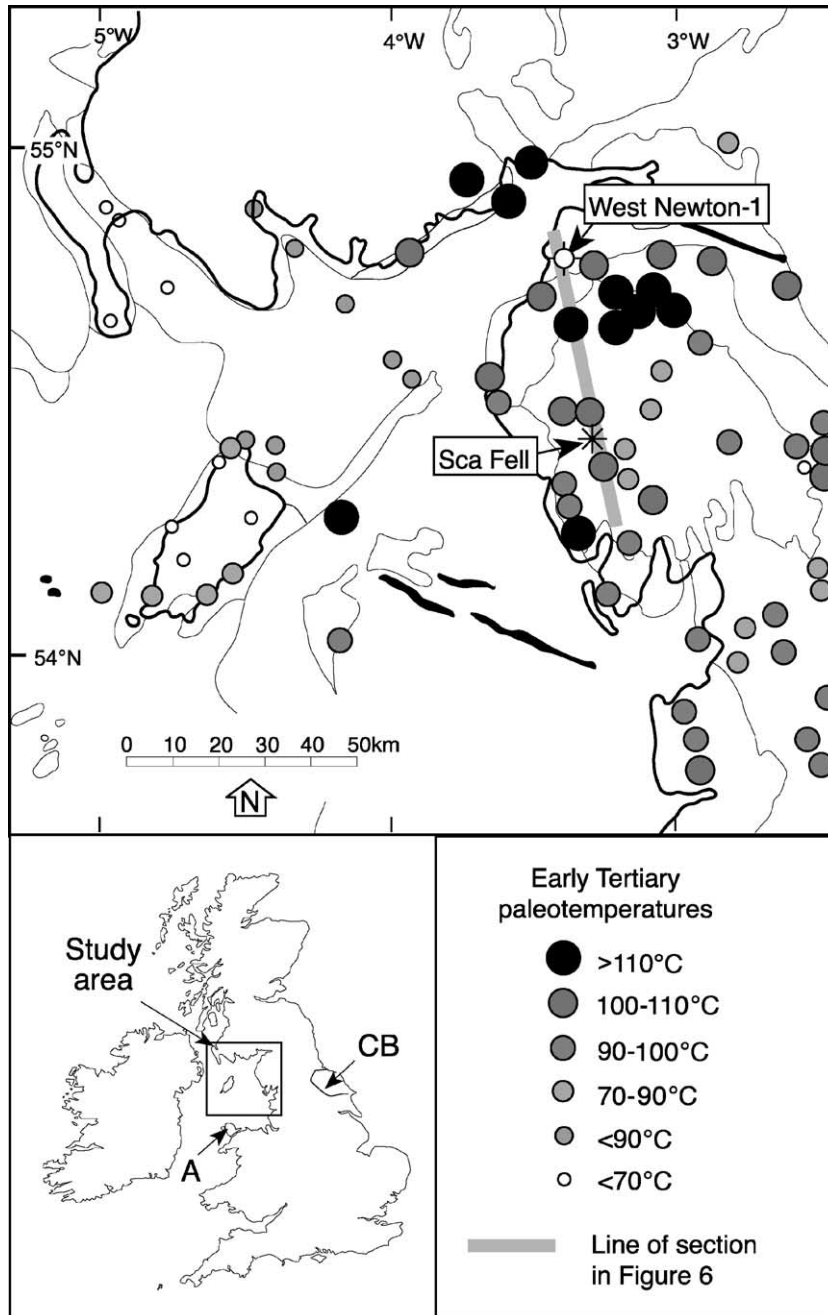 5°W
4°W
3°W
55°N
West Newton-1
Sca Fell
54°N
0 10 20 30 40 50km
N
Study
area
CB
A
Early Tertiary
paleotemperatures
>110°C
100-110°C
90-100°C
70-90°C
<90°C
<70°C
Line of section
in Figure 6